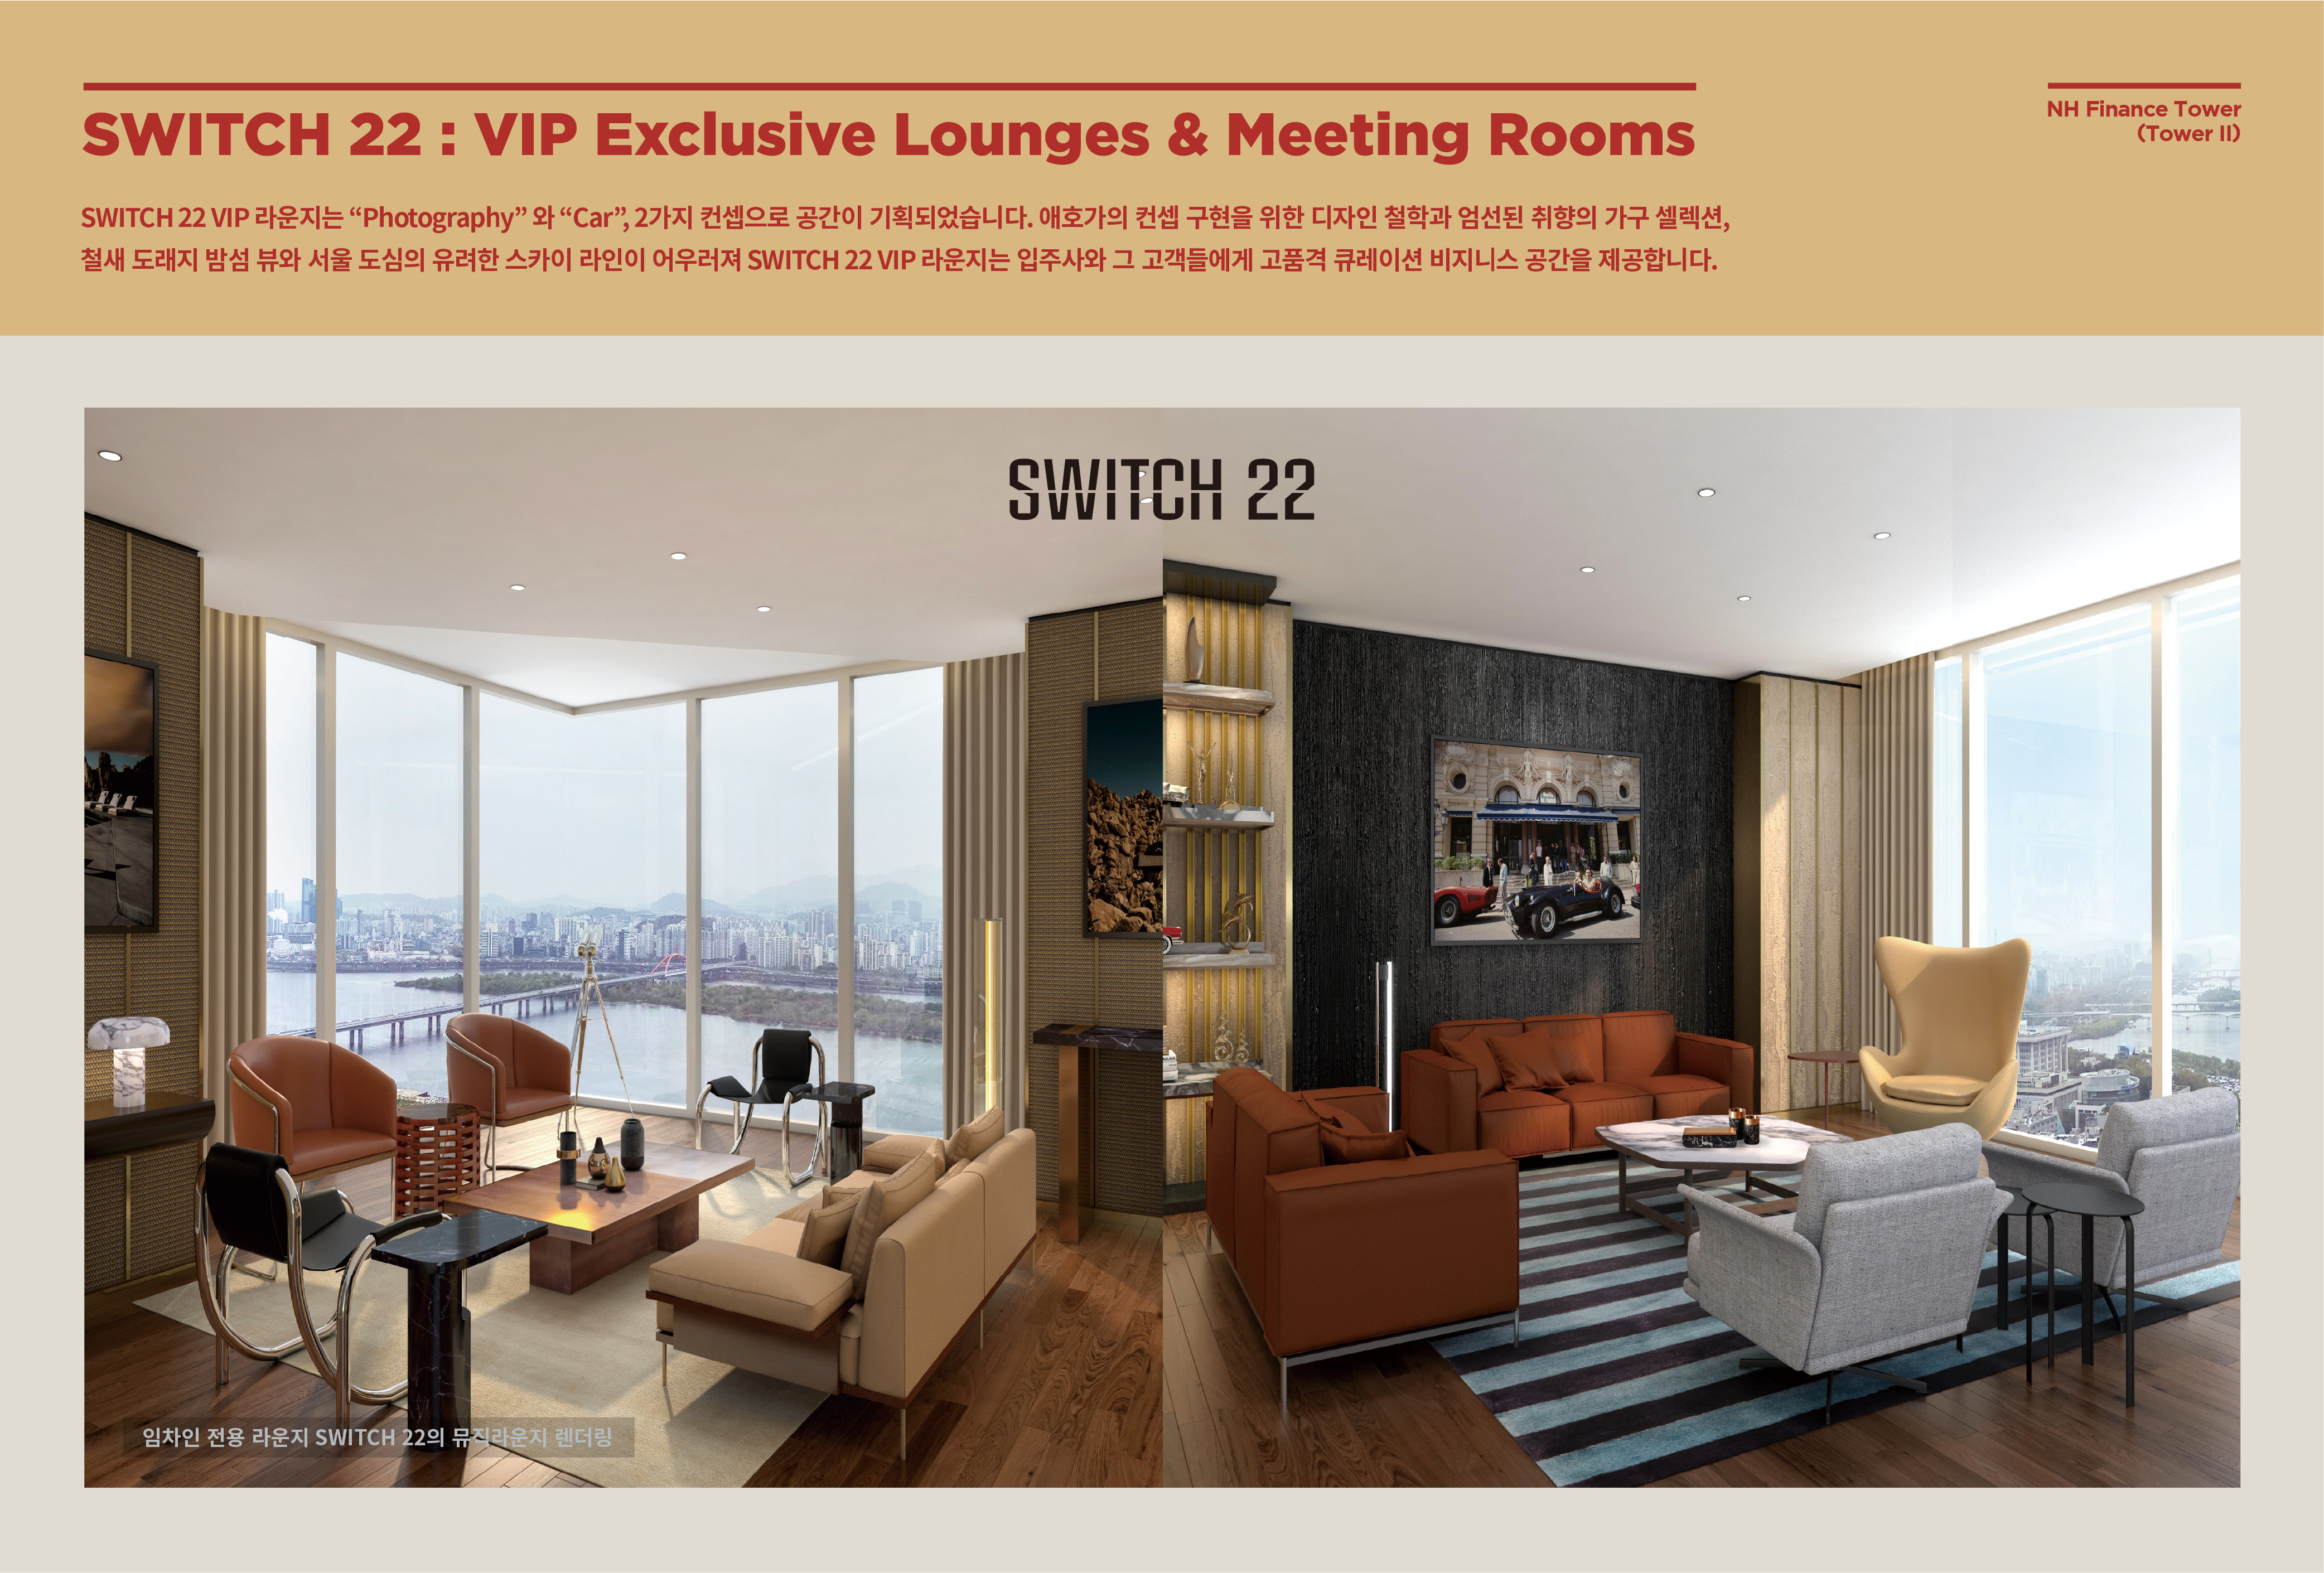 SWITCH 22 : VIP Exclusive Lounges & Meeting Rooms
NH Finance Tower
(Tower II)
SWITCH 22 VIP 라운지는 “Photography” 와 “Car”, 2가지 컨셉으로 공간이 기획되었습니다. 애호가의 컨셉 구현을 위한 디자인 철학과 엄선된 취향의 가구 셀렉션,
철새 도래지 밤섬 뷰와 서울 도심의 유려한 스카이 라인이 어우러져 SWITCH 22 VIP 라운지는 입주사와 그 고객들에게 고품격 큐레이션 비지니스 공간을 제공합니다.
SWITCH 22
임차인 전용 라운지 SWITCH 22의 뮤직라운지 렌더링